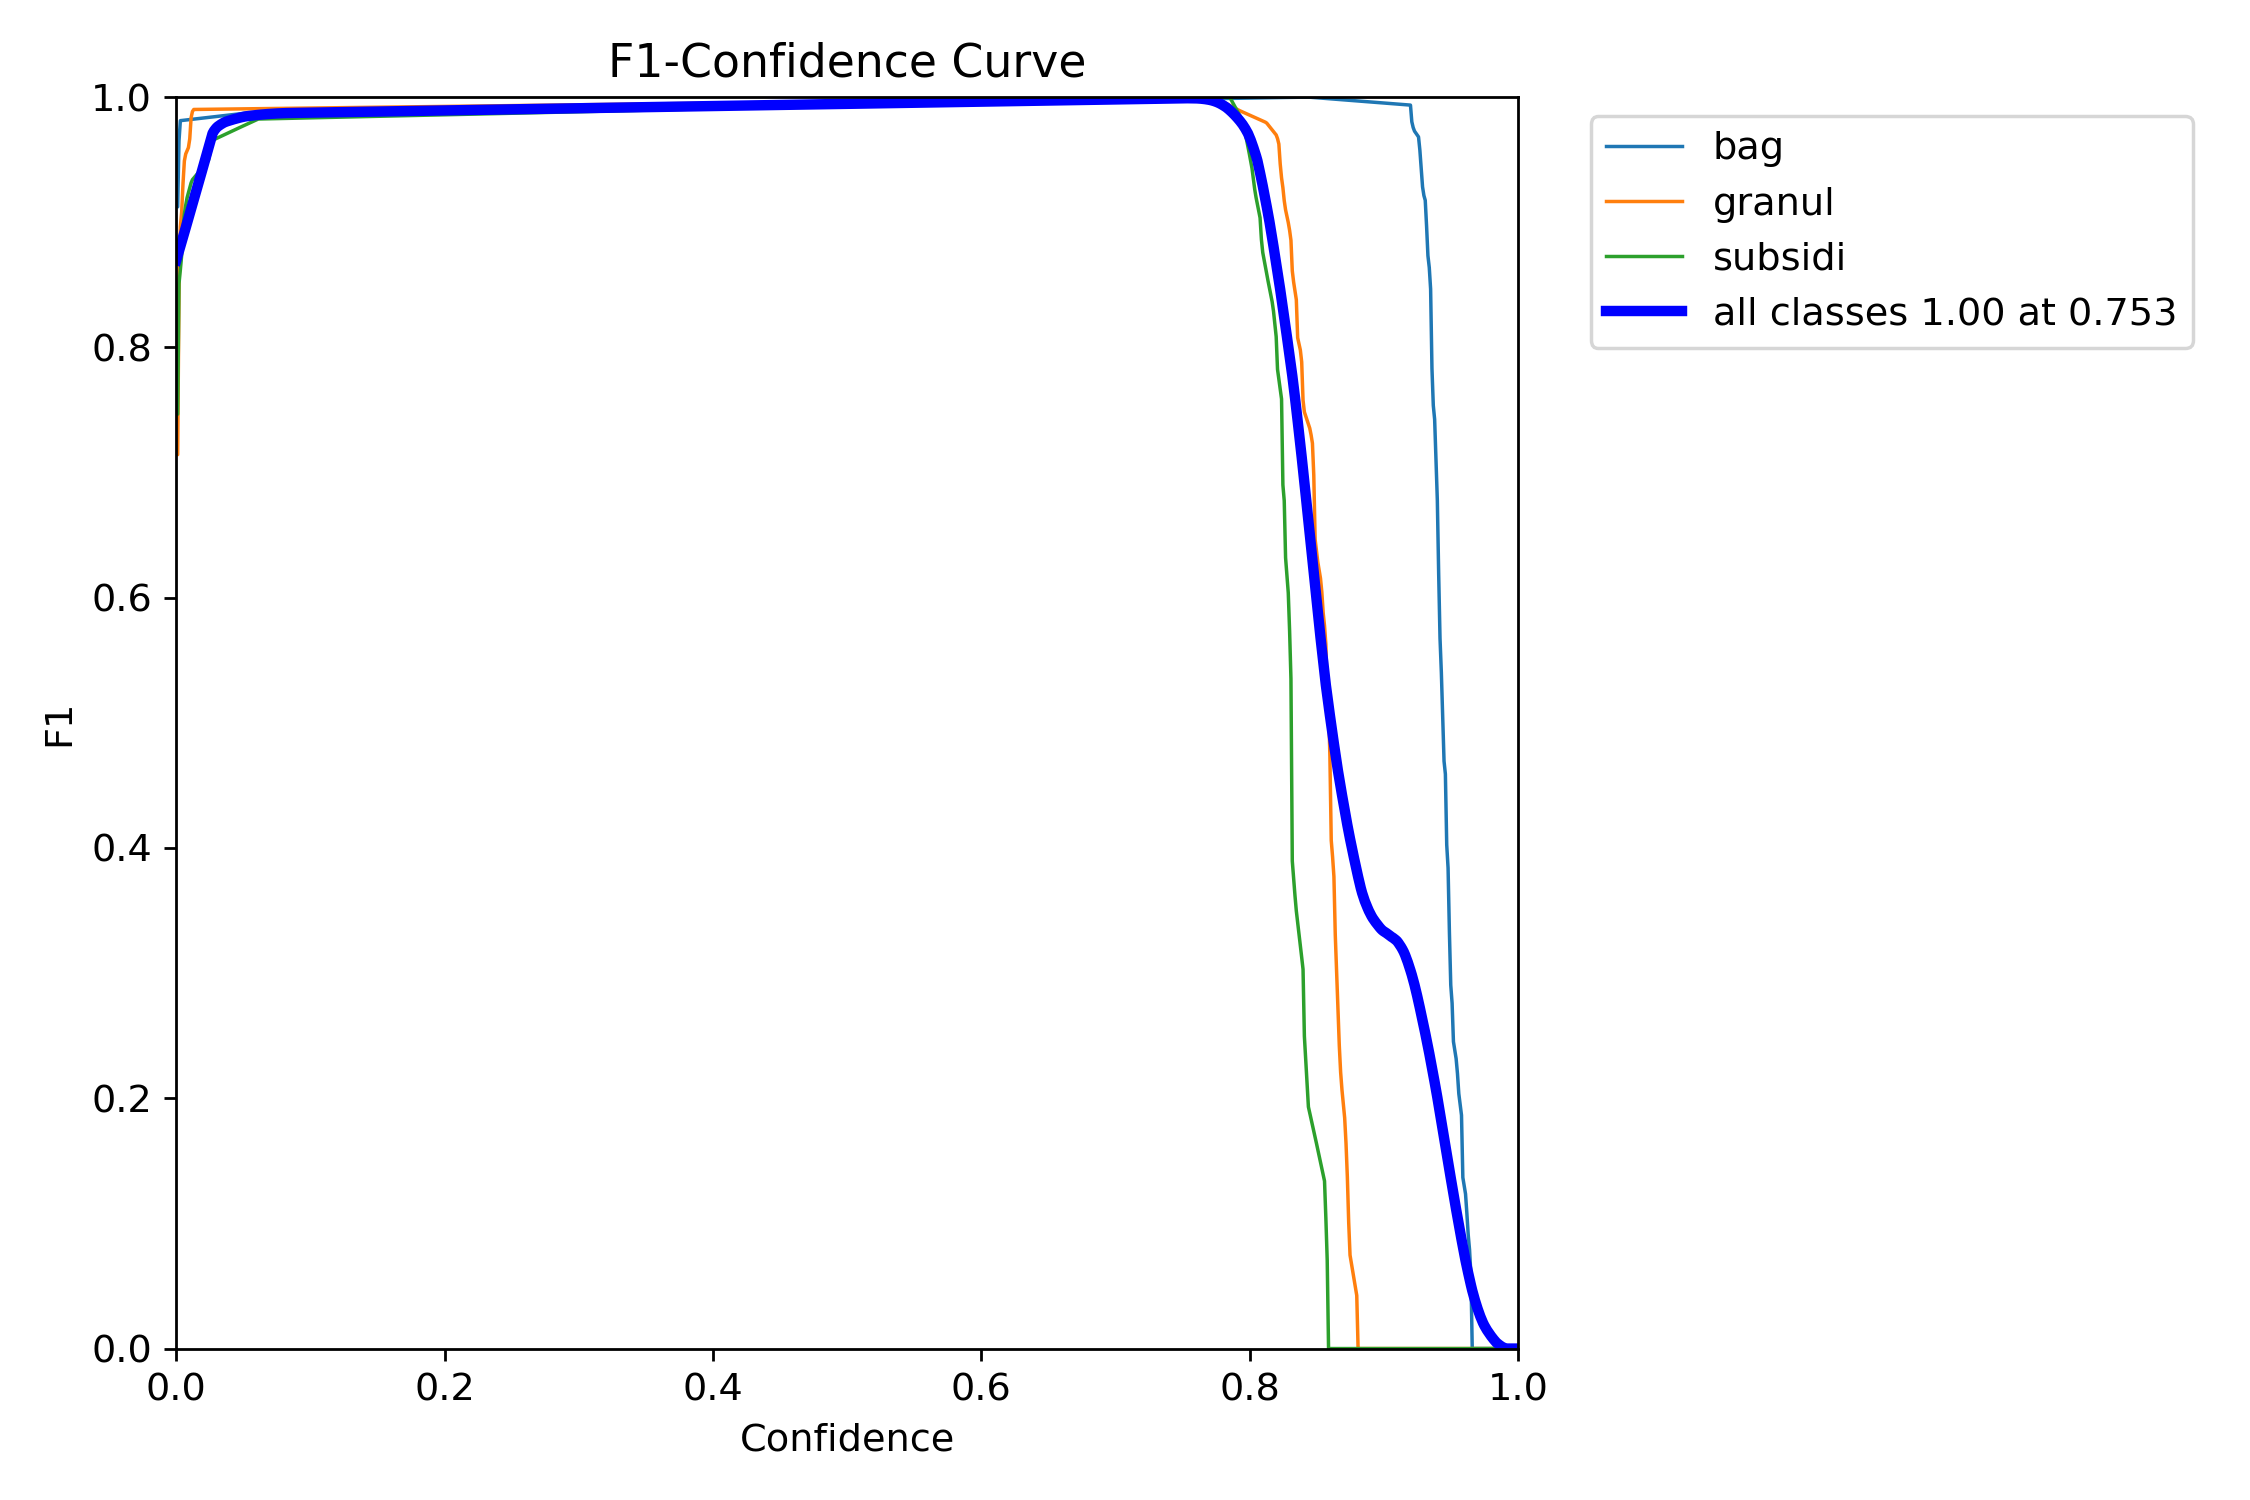 F1-Confidence Curve
1.0
0.8
0.6
0.4
0.2
0.0
F1
0.0 0.2 0.4 0.6 0.8 1.0
Confidence
bag
granul
subsidi
all classes 1.00 at 0.753